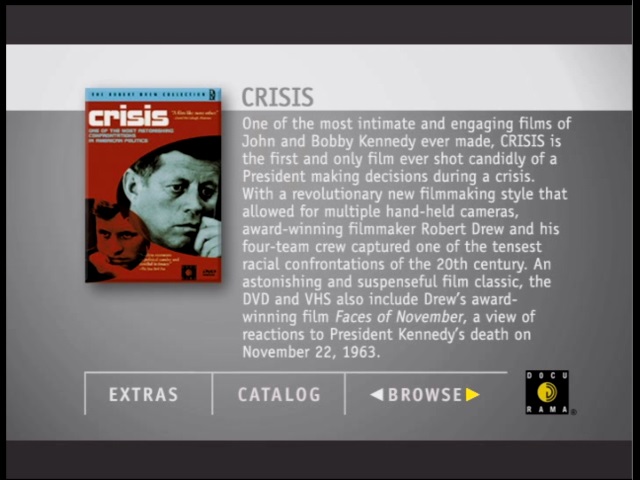 THE ROBERT DREW COLLECTION
crisis
ONE OF THE MOST ASTONISHING
CONFRONTATIONS
IN AMERICAN POLITICS
CRISIS
One of the most intimate and engaging films of
John and Bobby Kennedy ever made, CRISIS is
the first and only film ever shot candidly of a
President making decisions during a crisis.
With a revolutionary new filmmaking style that
allowed for multiple hand-held cameras,
award-winning filmmaker Robert Drew and his
four-team crew captured one of the tensest
racial confrontations of the 20th century. An
astonishing and suspenseful film classic, the
DVD and VHS also include Drew's award-
winning film Faces of November, a view of
reactions to President Kennedy's death on
November 22, 1963.
EXTRAS
CATALOG
BROWSE
DOCU
RAMA
®